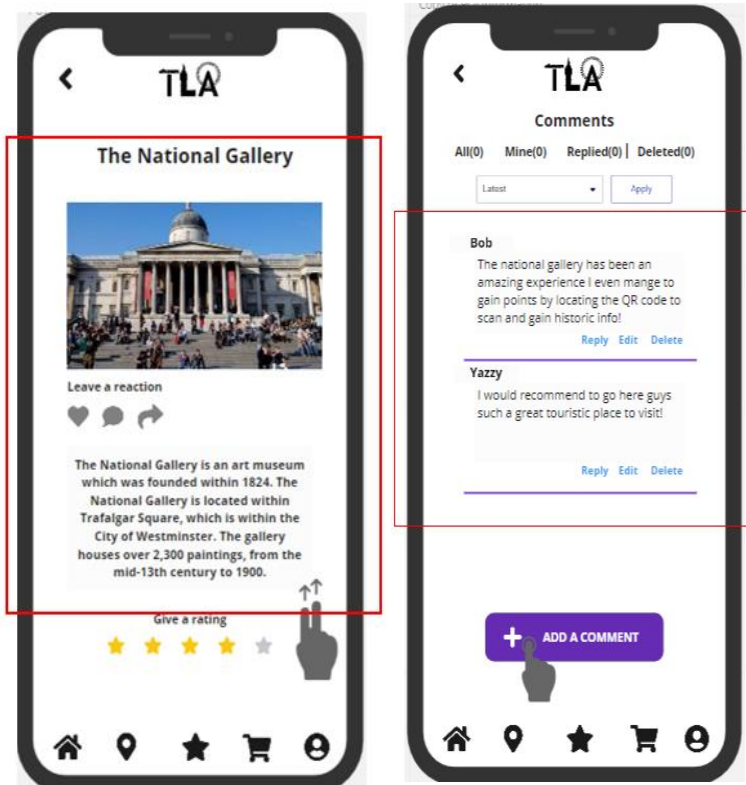 TLA
The National Gallery
Leave a reaction
The National Gallery is an art museum
which was founded within 1824. The
National Gallery is located within
Trafalgar Square, which is within the
City of Westminster. The gallery
houses over 2,300 paintings, from the
mid-13th century to 1900.
Give a rating
TLA
Comments
All(0) Mine(0) Replied(0)| Deleted(0)
Latest Apply
Bob
The national gallery has been an
amazing experience I even mange to
gain points by locating the QR code to
scan and gain historic info!
Reply Edit Delete
Yazzy
I would recommend to go here guys
such a great touristic place to visit!
Reply Edit Delete
ADD A COMMENT